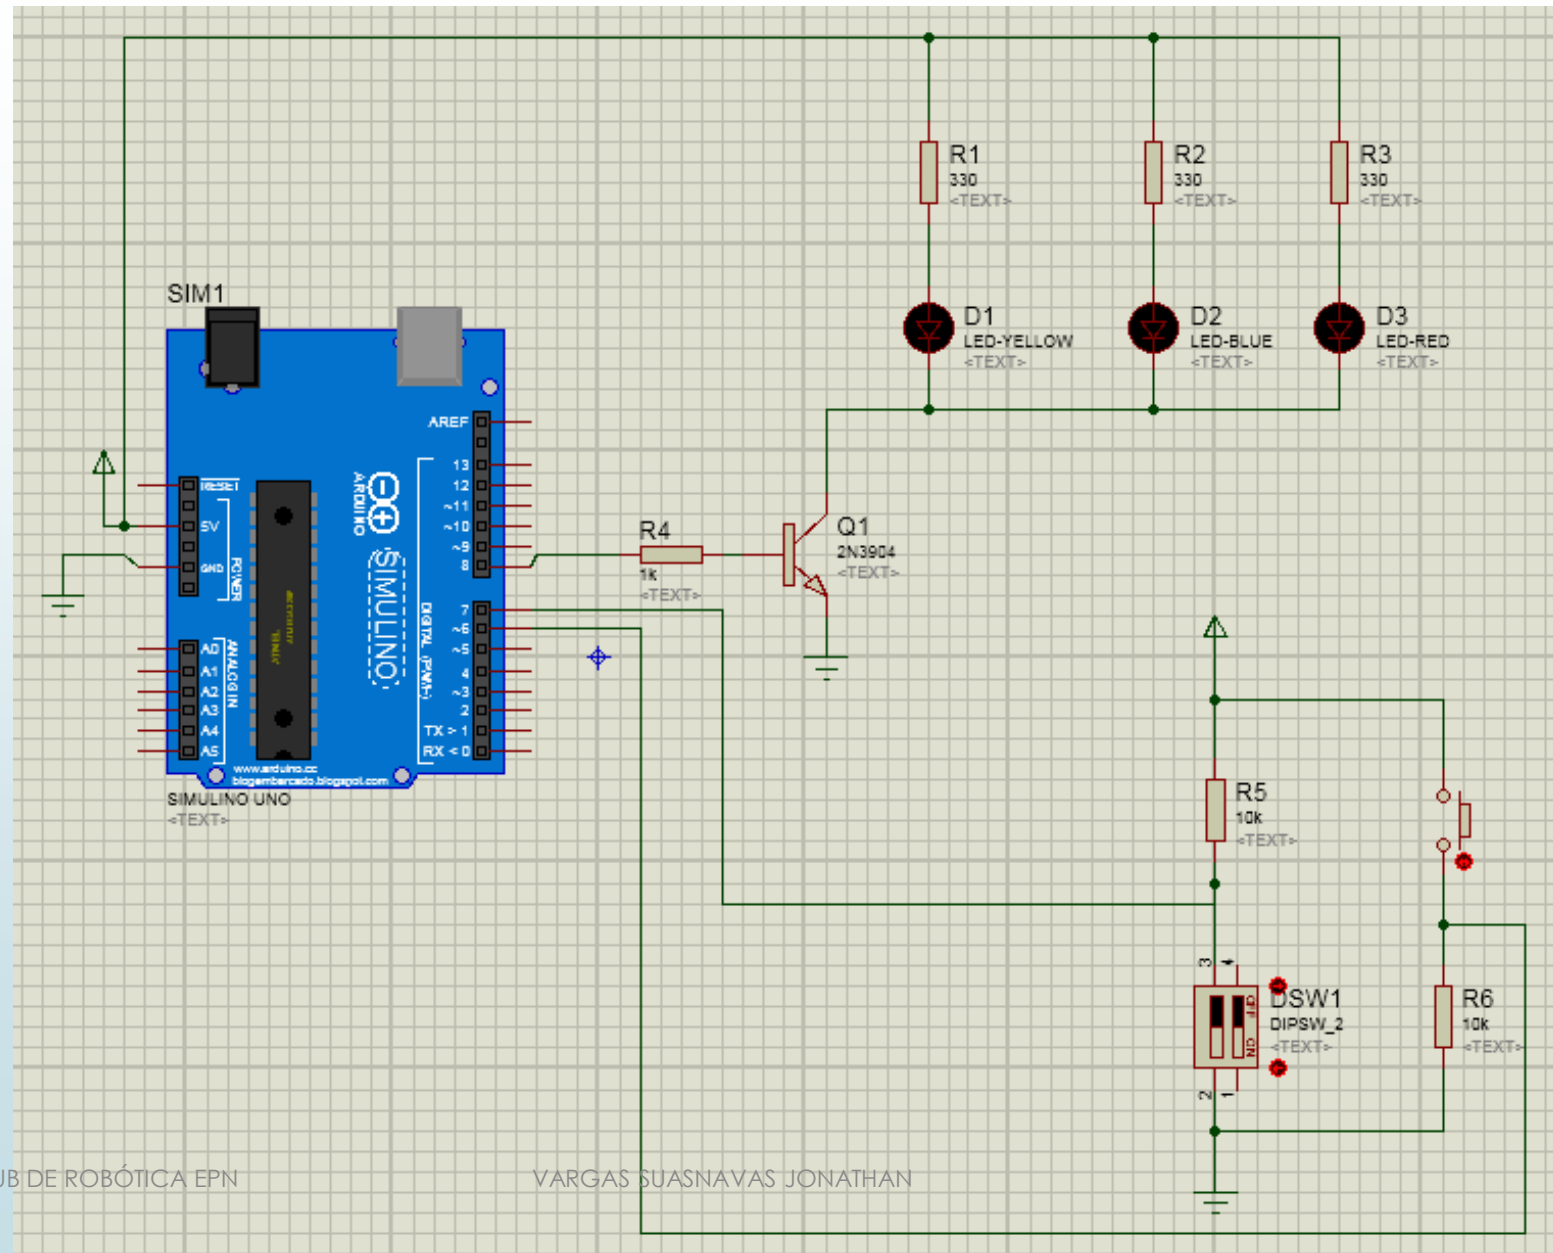 R1
330
<TEXT>
R2
330
<TEXT>
R3
330
<TEXT>
SIM1
D1
LED-YELLOW
<TEXT>
D2
LED-BLUE
<TEXT>
D3
LED-RED
<TEXT>
AREF
13
12
~11
~10
~9
8
RESET
5V
GND
POWER
ARDUINO
SIMULINO
R4
1k
<TEXT>
Q1
2N3904
<TEXT>
7
~6
~5
4
~3
2
TX > 1
RX < 0
DIGITAL (PWM~)
A0
A1
A2
A3
A4
A5
ANALOG IN
www.arduino.cc
blogembarcado.blogspot.com
SIMULINO UNO
<TEXT>
R5
10k
<TEXT>
3
4
OFF
ON
DSW1
DIPSW_2
<TEXT>
2
1
R6
10k
<TEXT>
UB DE ROBÓTICA EPN
VARGAS SUASNAVAS JONATHAN